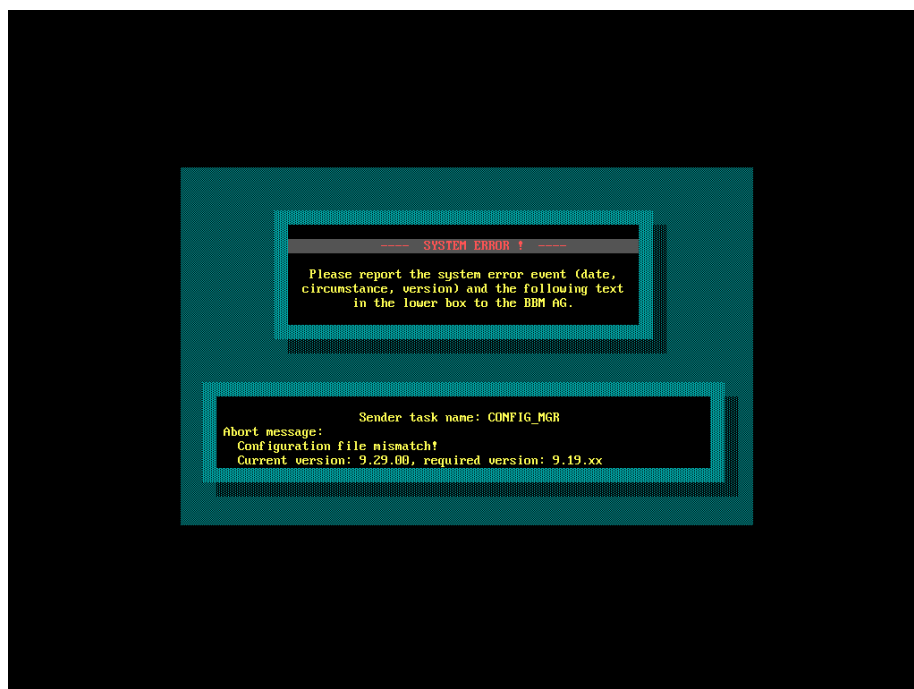 ---- SYSTEM ERROR ! ----
Please report the system error event (date,
circumstance, version) and the following text
in the lower box to the BBM AG.
Sender task name: CONFIG_MGR
Abort message:
Configuration file mismatch!
Current version: 9.29.00, required version: 9.19.xx